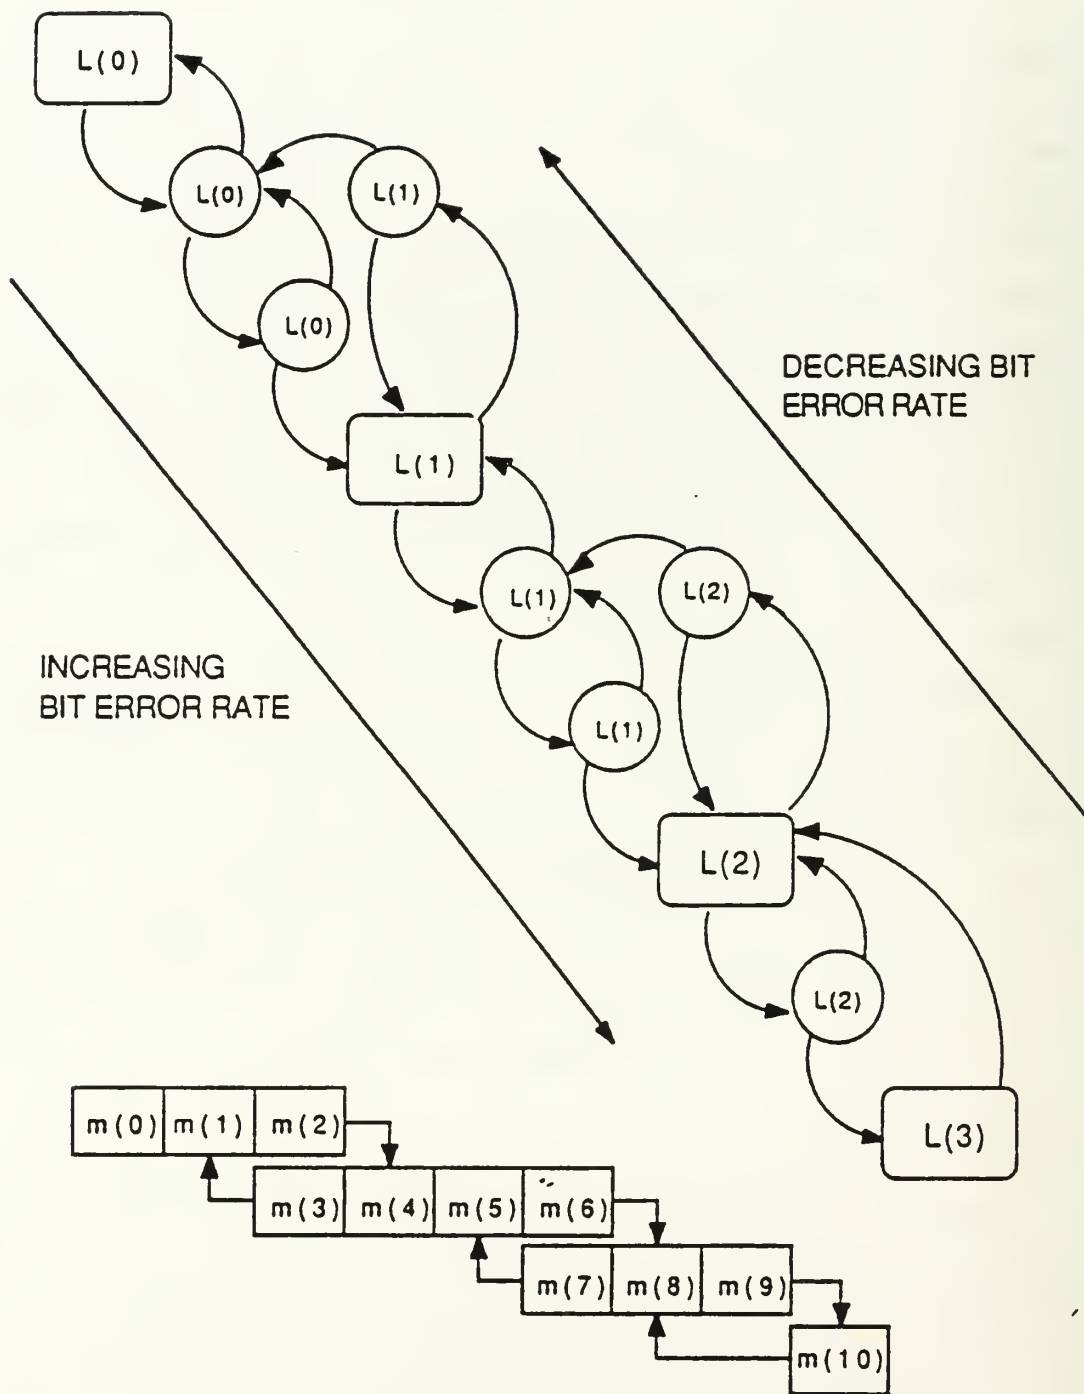 L(0)
L(0)
L(1)
L(0)
DECREASING BIT
ERROR RATE
L(1)
L(1)
L(2)
INCREASING
BIT ERROR RATE
L(1)
L(2)
L(2)
L(3)
m(0) m(1) m(2)
m(3) m(4) m(5) m(6)
m(7) m(8) m(9)
m(10)